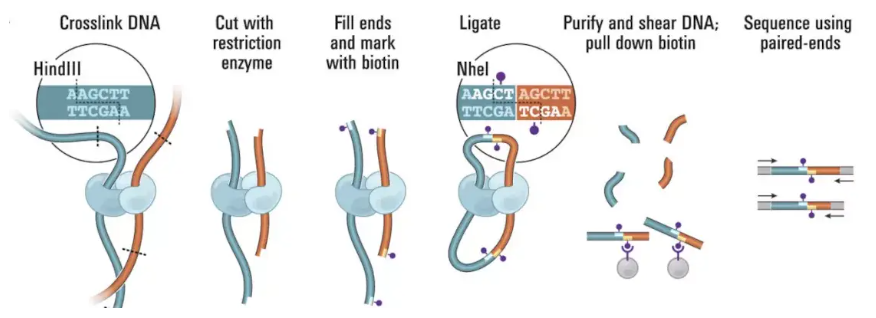 Crosslink DNA
Cut with
restriction
enzyme
Fill ends
and mark
with biotin
Ligate
Purify and shear DNA;
pull down biotin
Sequence using
paired-ends
HindIII
AAGCTT
TTCGAA
NheI
AAGCT AGCTT
TTCGA TCGAA